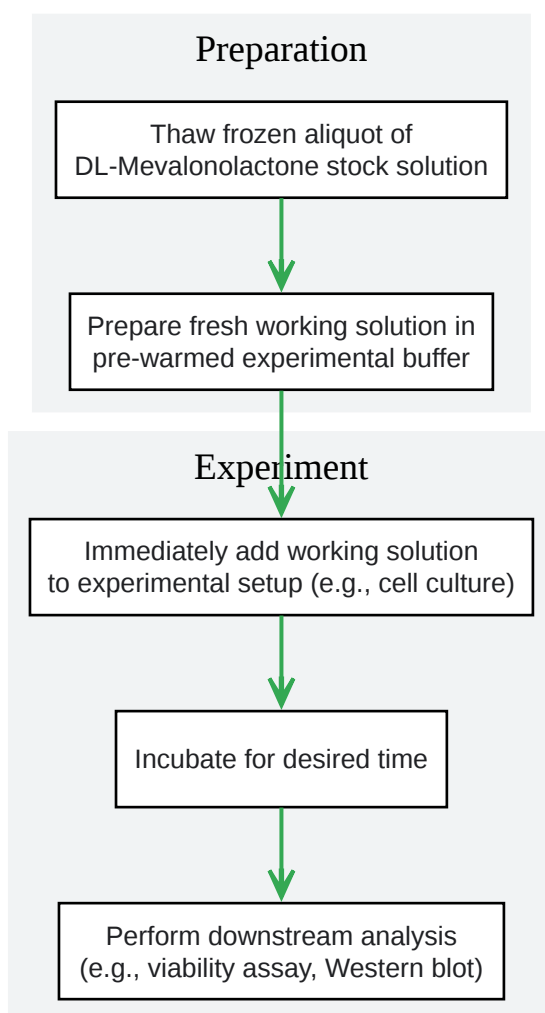 Preparation
Thaw frozen aliquot of
DL-Mevalonolactone stock solution
Prepare fresh working solution in
pre-warmed experimental buffer
Experiment
Immediately add working solution
to experimental setup (e.g., cell culture)
Incubate for desired time
Perform downstream analysis
(e.g., viability assay, Western blot)